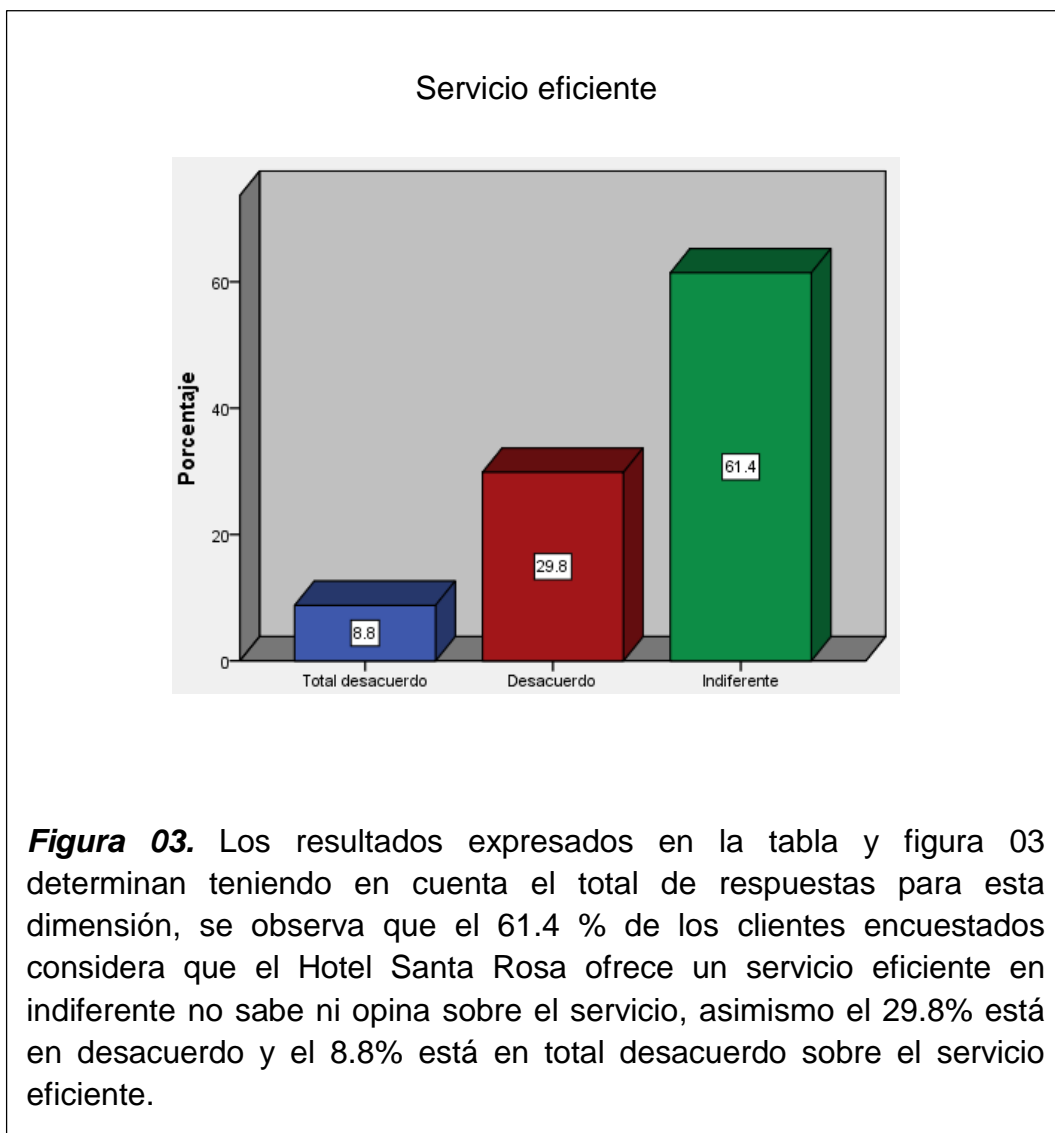 Servicio eficiente
Porcentaje
60
40
20
0
8.8
29.8
61.4
Total desacuerdo
Desacuerdo
Indiferente
Figura 03. Los resultados expresados en la tabla y figura 03
determinan teniendo en cuenta el total de respuestas para esta
dimensión, se observa que el 61.4 % de los clientes encuestados
considera que el Hotel Santa Rosa ofrece un servicio eficiente en
indiferente no sabe ni opina sobre el servicio, asimismo el 29.8% está
en desacuerdo y el 8.8% está en total desacuerdo sobre el servicio
eficiente.